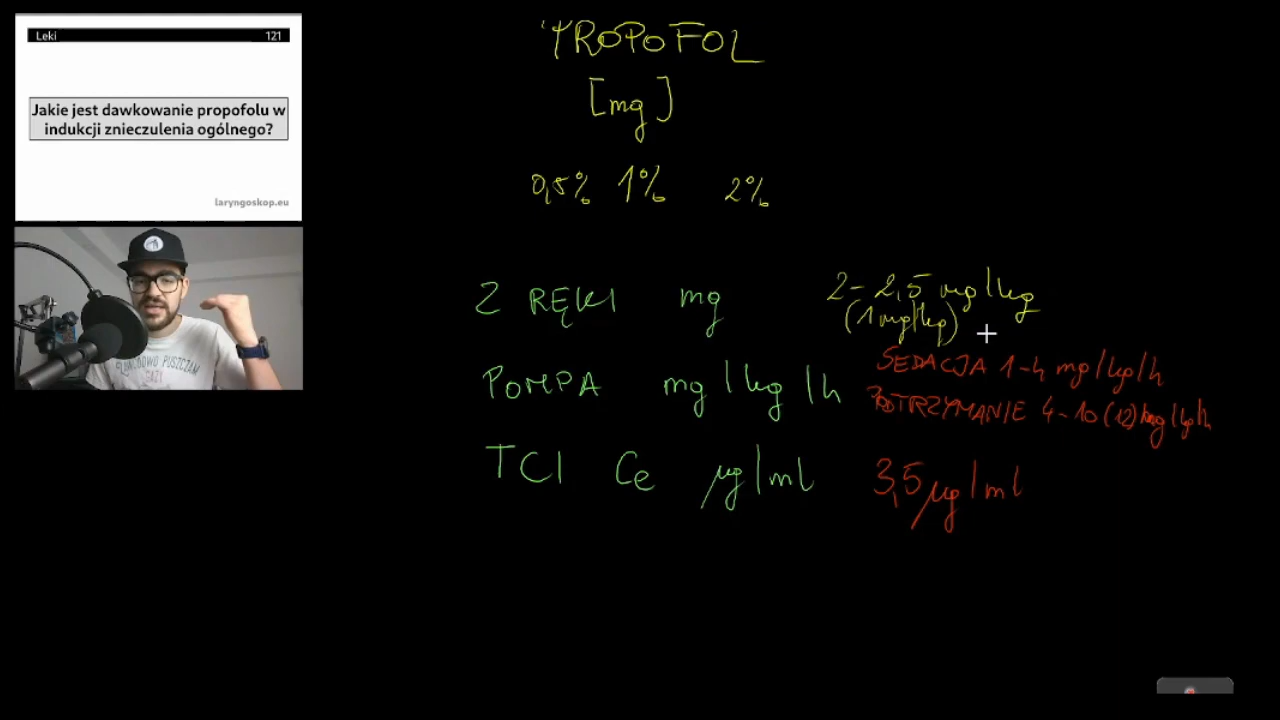 Leki 121
Jakie jest dawkowanie propofolu w
indukcji znieczulenia ogólnego?
laryngoskop.eu
PROPOFOL
[mg]
0,5% 1% 2%
Z RĘKI mg 2-2,5 mg/kg
(1 mg/kg)
SEDACJA 1-4 mg/kg/h
POMPA mg/kg/h
PODTRZYMANIE 4-10 (12) mg/kg/h
TCI Ce µg/ml 3,5 µg/ml
PUSZCZAM